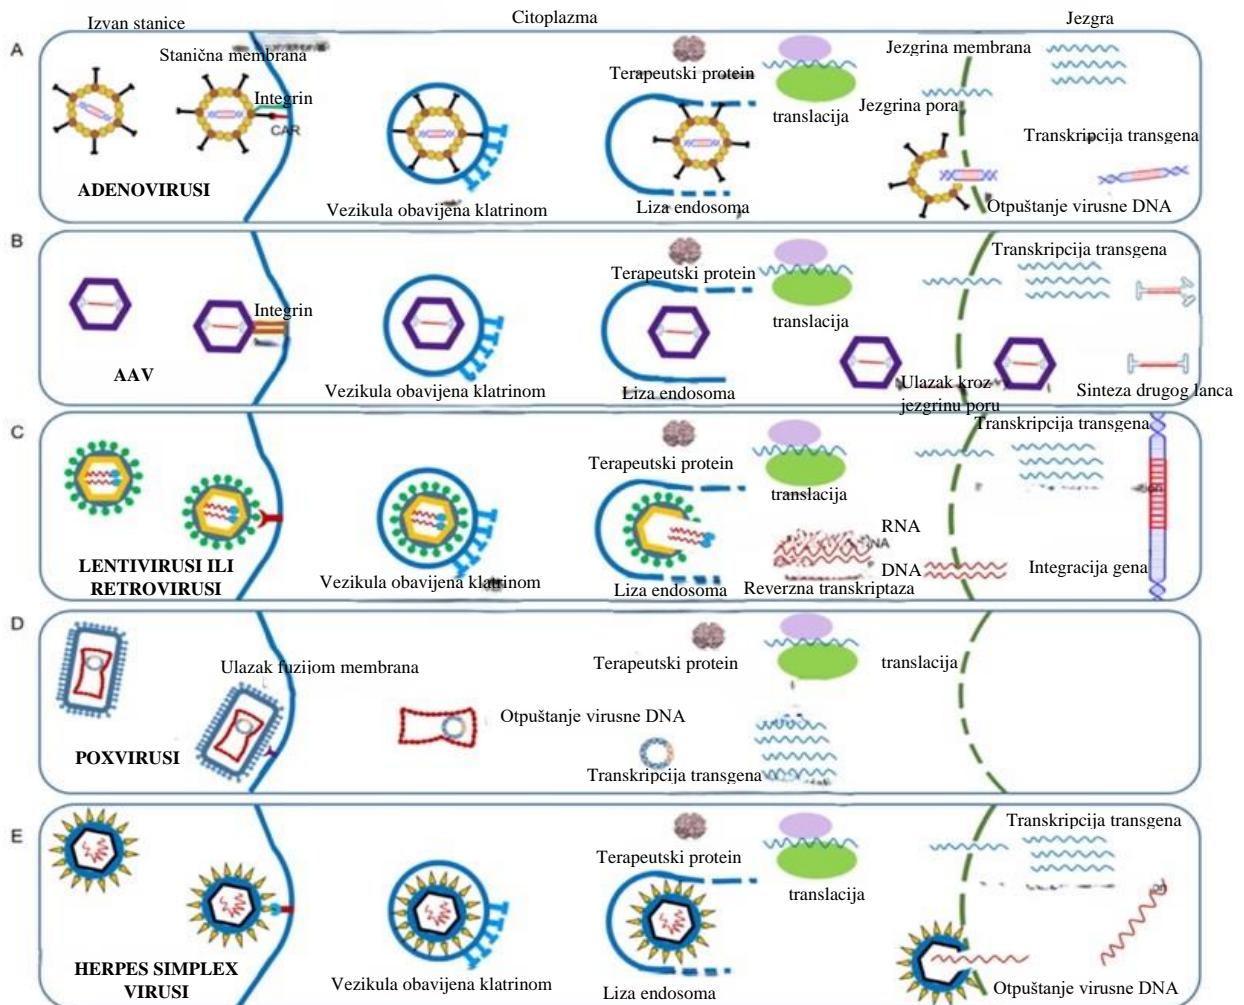 Izvan stanice
Citoplazma
Jezgra
A
Stanična membrana
Integrin
CAR
ADENOVIRUSI
Vezikula obavijena klatrinom
Terapeutski protein
translacija
Liza endosoma
Jezgrina membrana
Jezgrina pora
Transkripcija transgena
Otpuštanje virusne DNA
B
Integrin
AAV
Vezikula obavijena klatrinom
Terapeutski protein
translacija
Liza endosoma
Ulazak kroz
jezgrinu poru
Transkripcija transgena
Sinteza drugog lanca
C
LENTIVIRUSI ILI
RETROVIRUSI
Vezikula obavijena klatrinom
Terapeutski protein
translacija
Liza endosoma
RNA
DNA
Reverzna transkriptaza
Transkripcija transgena
Integracija gena
D
Ulazak fuzijom membrana
POXVIRUSI
Otpuštanje virusne DNA
Terapeutski protein
translacija
Transkripcija transgena
E
HERPES SIMPLEX
VIRUSI
Vezikula obavijena klatrinom
Terapeutski protein
translacija
Liza endosoma
Transkripcija transgena
Otpuštanje virusne DNA